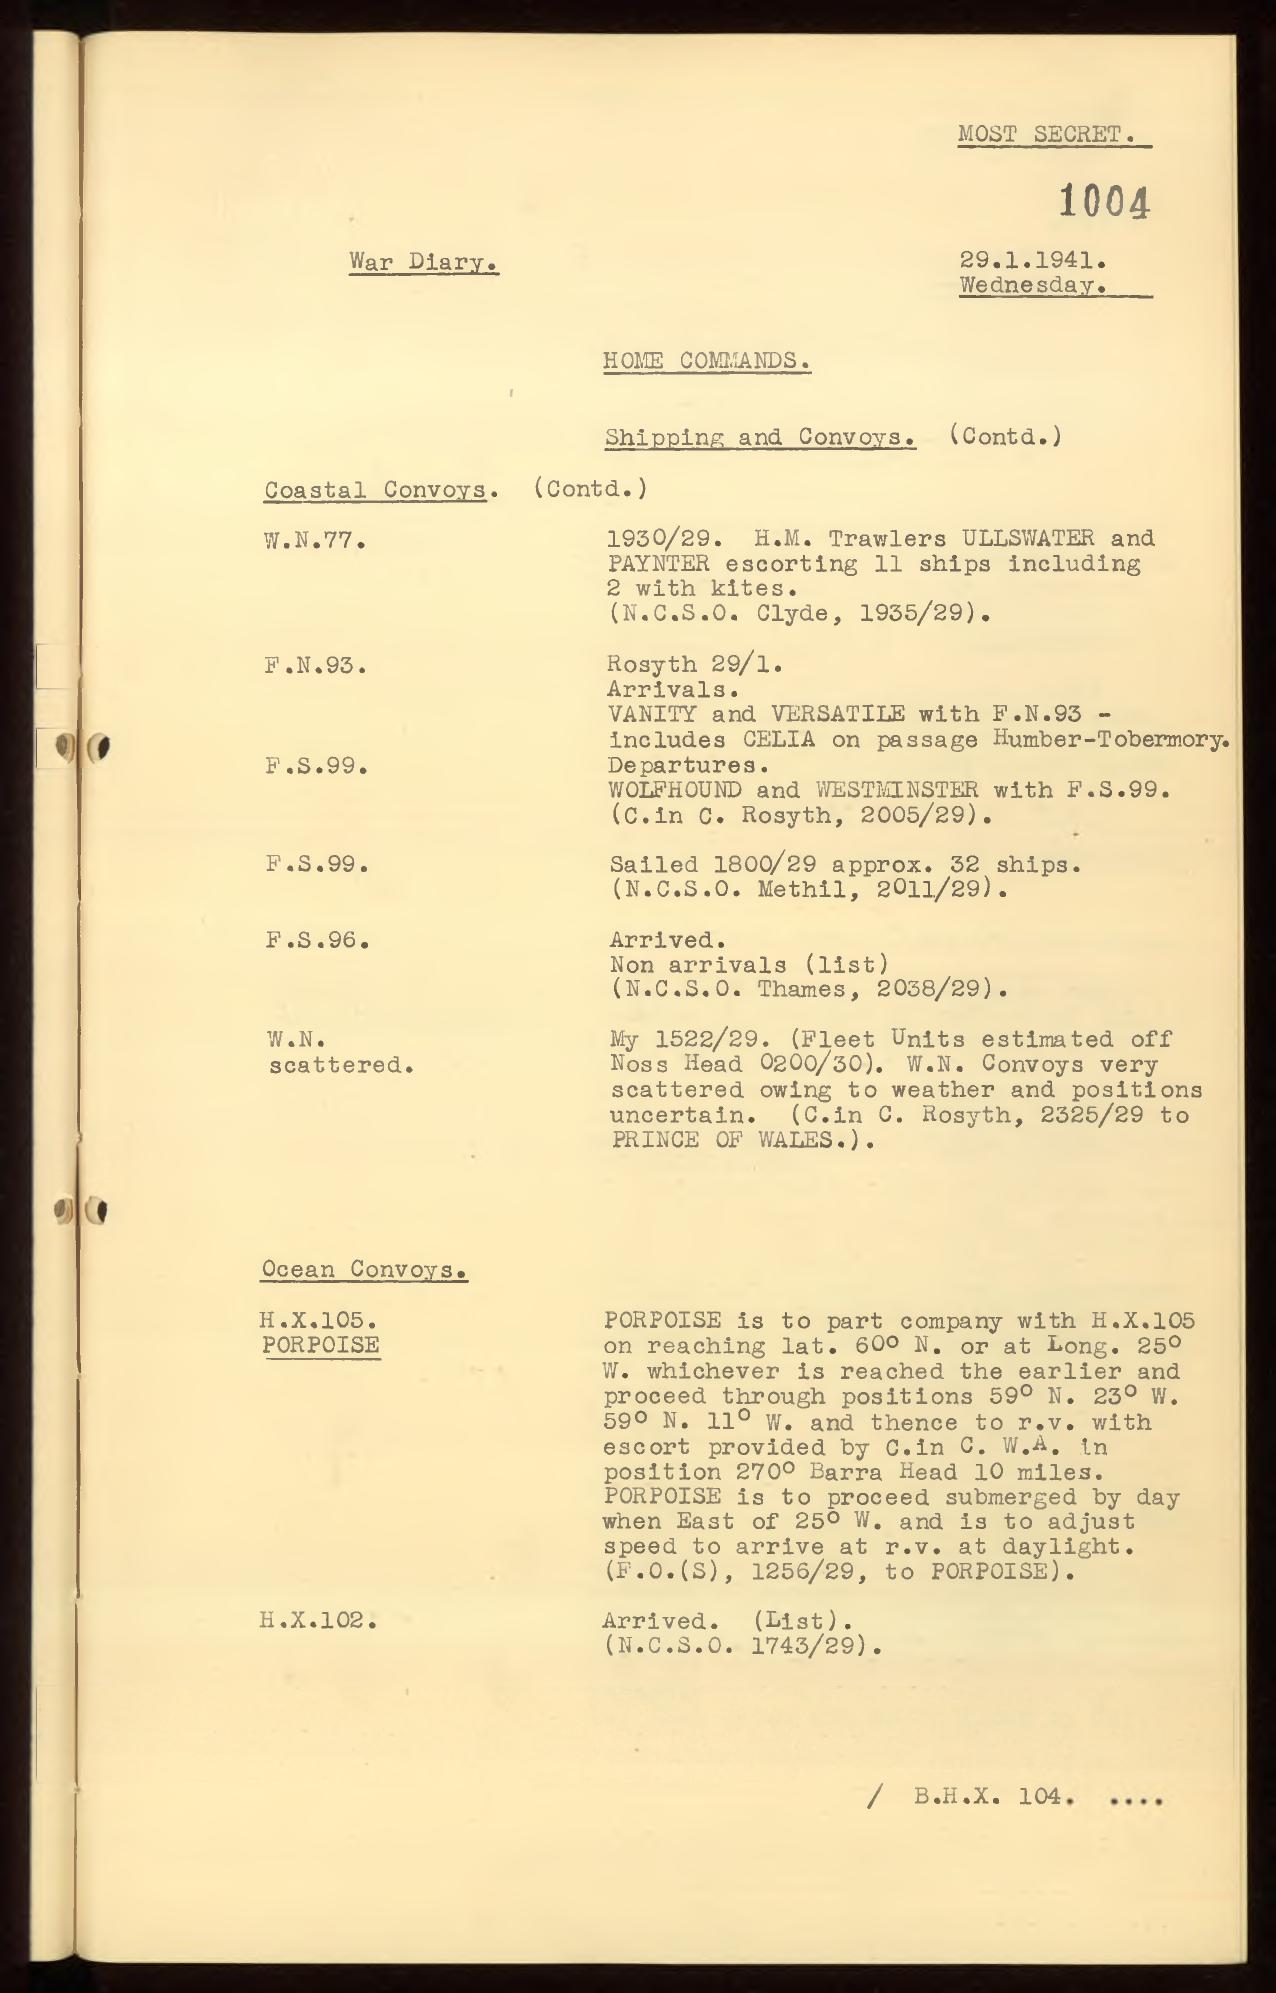 MOST SECRET.
1004
War Diary.
29.1.1941.
Wednesday.
HOME COMMANDS.
Shipping and Convoys. (Contd.)
Coastal Convoys. (Contd.)
W.N.77.
1930/29. H.M. Trawlers ULLSWATER and
PAYNTER escorting 11 ships including
2 with kites.
(N.C.S.O. Clyde, 1935/29).
F.N.93.
Rosyth 29/1.
Arrivals.
VANITY and VERSATILE with F.N.93 -
includes CELIA on passage Humber-Tobermory.
F.S.99.
Departures.
WOLFHOUND and WESTMINSTER with F.S.99.
(C.in C. Rosyth, 2005/29).
F.S.99.
Sailed 1800/29 approx. 32 ships.
(N.C.S.O. Methil, 2011/29).
F.S.96.
Arrived.
Non arrivals (list)
(N.C.S.O. Thames, 2038/29).
W.N.
scattered.
My 1522/29. (Fleet Units estimated off
Noss Head 0200/30). W.N. Convoys very
scattered owing to weather and positions
uncertain. (C.in C. Rosyth, 2325/29 to
PRINCE OF WALES.).
Ocean Convoys.
H.X.105.
PORPOISE
PORPOISE is to part company with H.X.105
on reaching lat. 60° N. or at Long. 25°
W. whichever is reached the earlier and
proceed through positions 59° N. 23° W.
59° N. 11° W. and thence to r.v. with
escort provided by C.in C. W.A. in
position 270° Barra Head 10 miles.
PORPOISE is to proceed submerged by day
when East of 25° W. and is to adjust
speed to arrive at r.v. at daylight.
(F.O.(S), 1256/29, to PORPOISE).
H.X.102.
Arrived. (List).
(N.C.S.O. 1743/29).
/ B.H.X. 104. ....